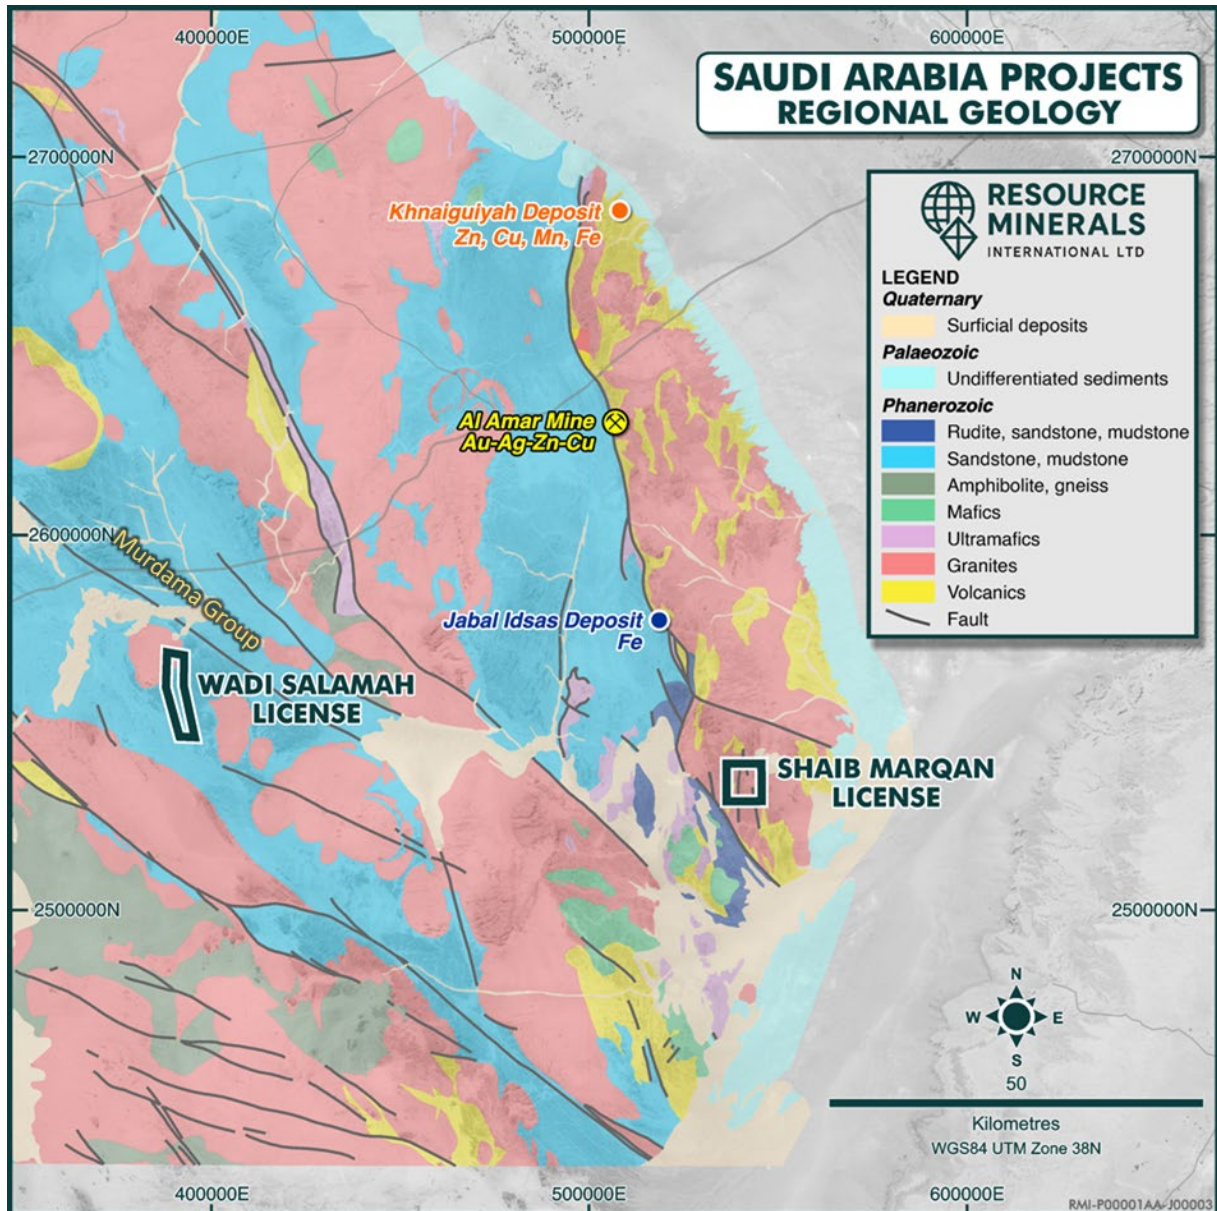 400000E
500000E
600000E
SAUDI ARABIA PROJECTS
REGIONAL GEOLOGY
2700000N
2700000N
RESOURCE
MINERALS
INTERNATIONAL LTD
LEGEND
Quaternary
Surficial deposits
Palaeozoic
Undifferentiated sediments
Phanerozoic
Rudite, sandstone, mudstone
Sandstone, mudstone
Amphibolite, gneiss
Mafics
Ultramafics
Granites
Volcanics
Fault
Khnaiguiyah Deposit
Zn, Cu, Mn, Fe
Al Amar Mine
Au-Ag-Zn-Cu
2600000N
Murdama Group
Jabal Idsas Deposit
Fe
WADI SALAMAH
LICENSE
SHAIB MARQAN
LICENSE
2500000N
2500000N
N
W
E
S
50
Kilometres
WGS84 UTM Zone 38N
400000E
500000E
600000E
RMI-P00001AA-J00003